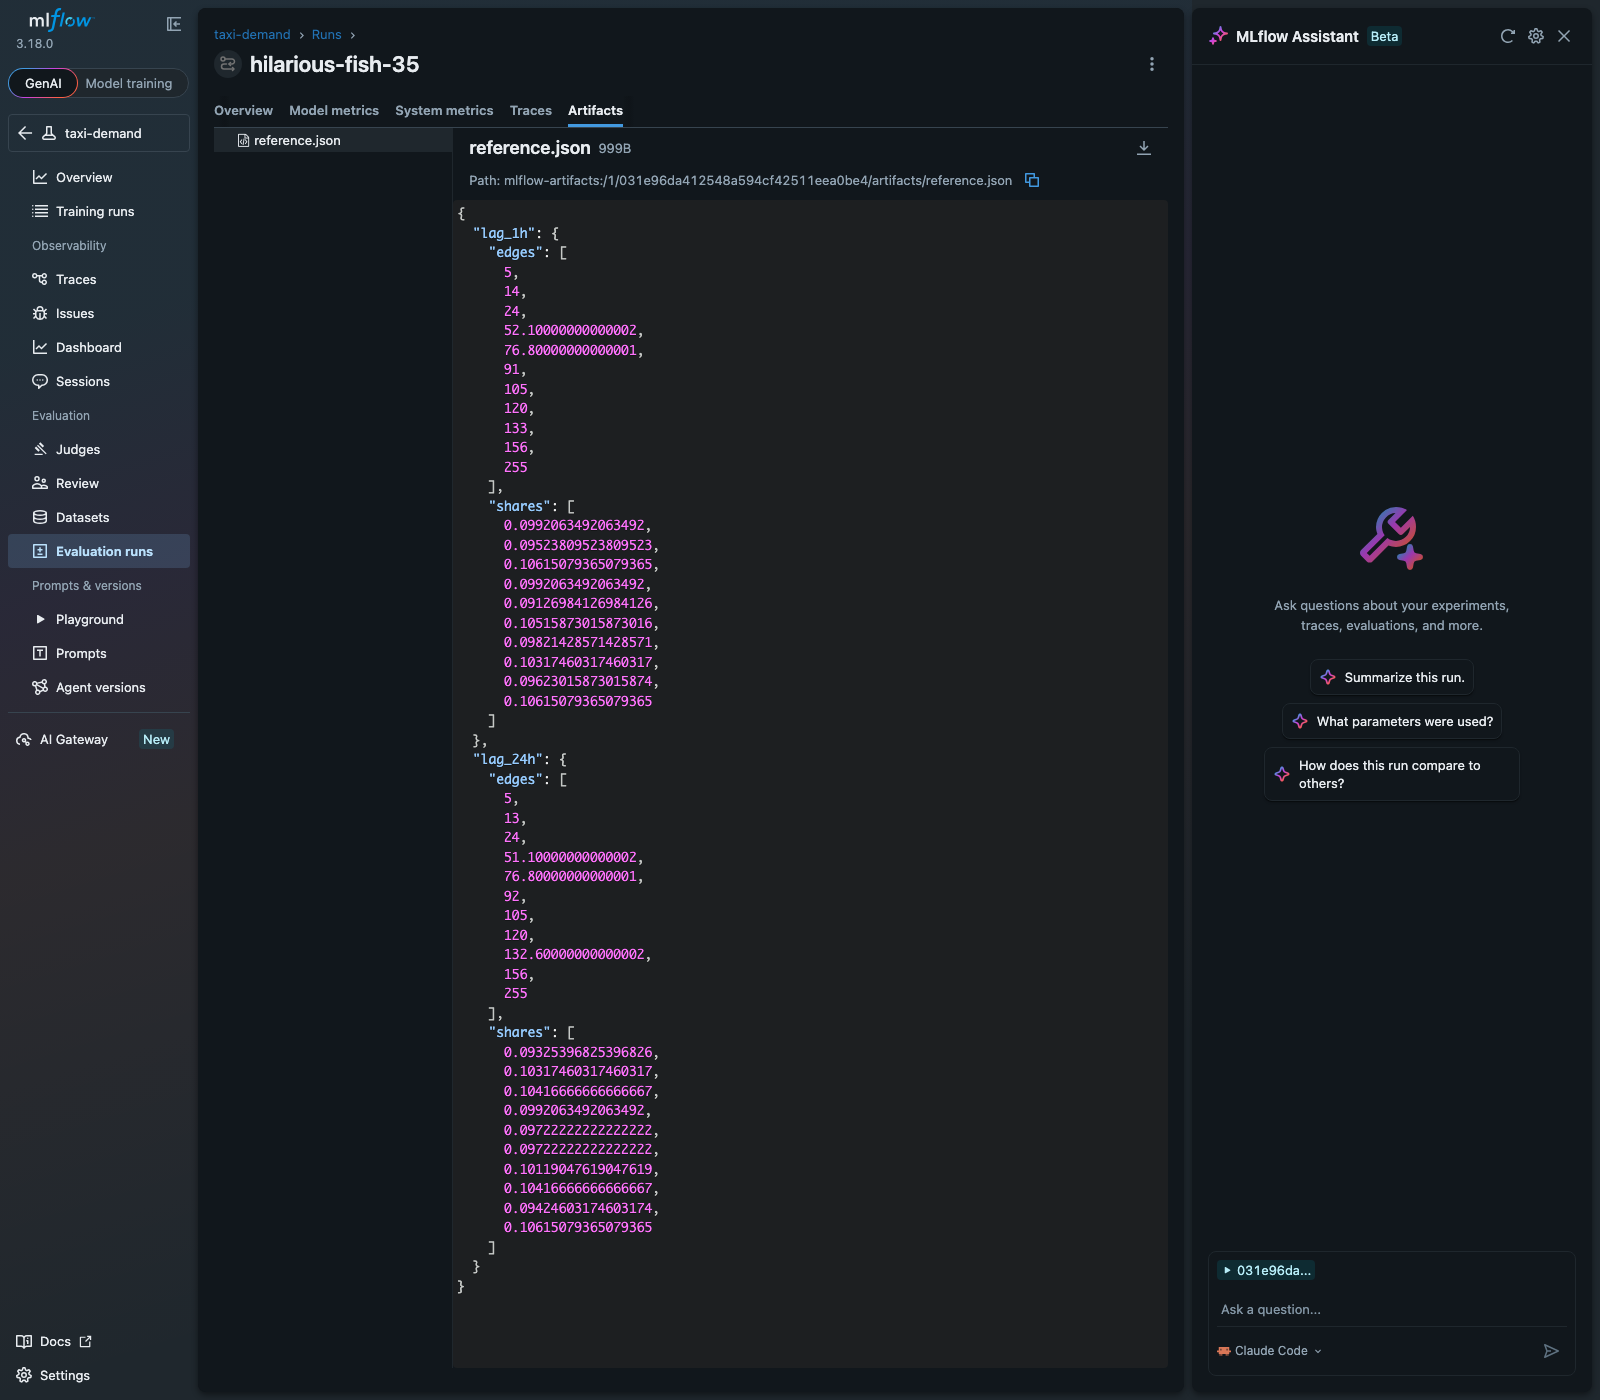 mlflow
3.18.0
GenAI
Model training
taxi-demand
Overview
Training runs
Observability
Traces
Issues
Dashboard
Sessions
Evaluation
Judges
Review
Datasets
Evaluation runs
Prompts & versions
Playground
Prompts
Agent versions
AI Gateway
New
Docs
Settings
taxi-demand > Runs >
hilarious-fish-35
Overview Model metrics System metrics Traces Artifacts
reference.json
reference.json 999B
Path: mlflow-artifacts:/1/031e96da412548a594cf42511eea0be4/artifacts/reference.json
{
"lag_1h": {
"edges": [
5,
14,
24,
52.10000000000002,
76.80000000000001,
91,
105,
120,
133,
156,
255
],
"shares": [
0.0992063492063492,
0.09523809523809523,
0.10615079365079365,
0.0992063492063492,
0.09126984126984126,
0.10515873015873016,
0.09821428571428571,
0.10317460317460317,
0.09623015873015874,
0.10615079365079365
]
},
"lag_24h": {
"edges": [
5,
13,
24,
51.10000000000002,
76.80000000000001,
92,
105,
120,
132.60000000000002,
156,
255
],
"shares": [
0.09325396825396826,
0.10317460317460317,
0.10416666666666667,
0.0992063492063492,
0.09722222222222222,
0.09722222222222222,
0.10119047619047619,
0.10416666666666667,
0.09424603174603174,
0.10615079365079365
]
}
}
MLflow Assistant Beta
Ask questions about your experiments,
traces, evaluations, and more.
Summarize this run.
What parameters were used?
How does this run compare to
others?
031e96da...
Ask a question...
Claude Code